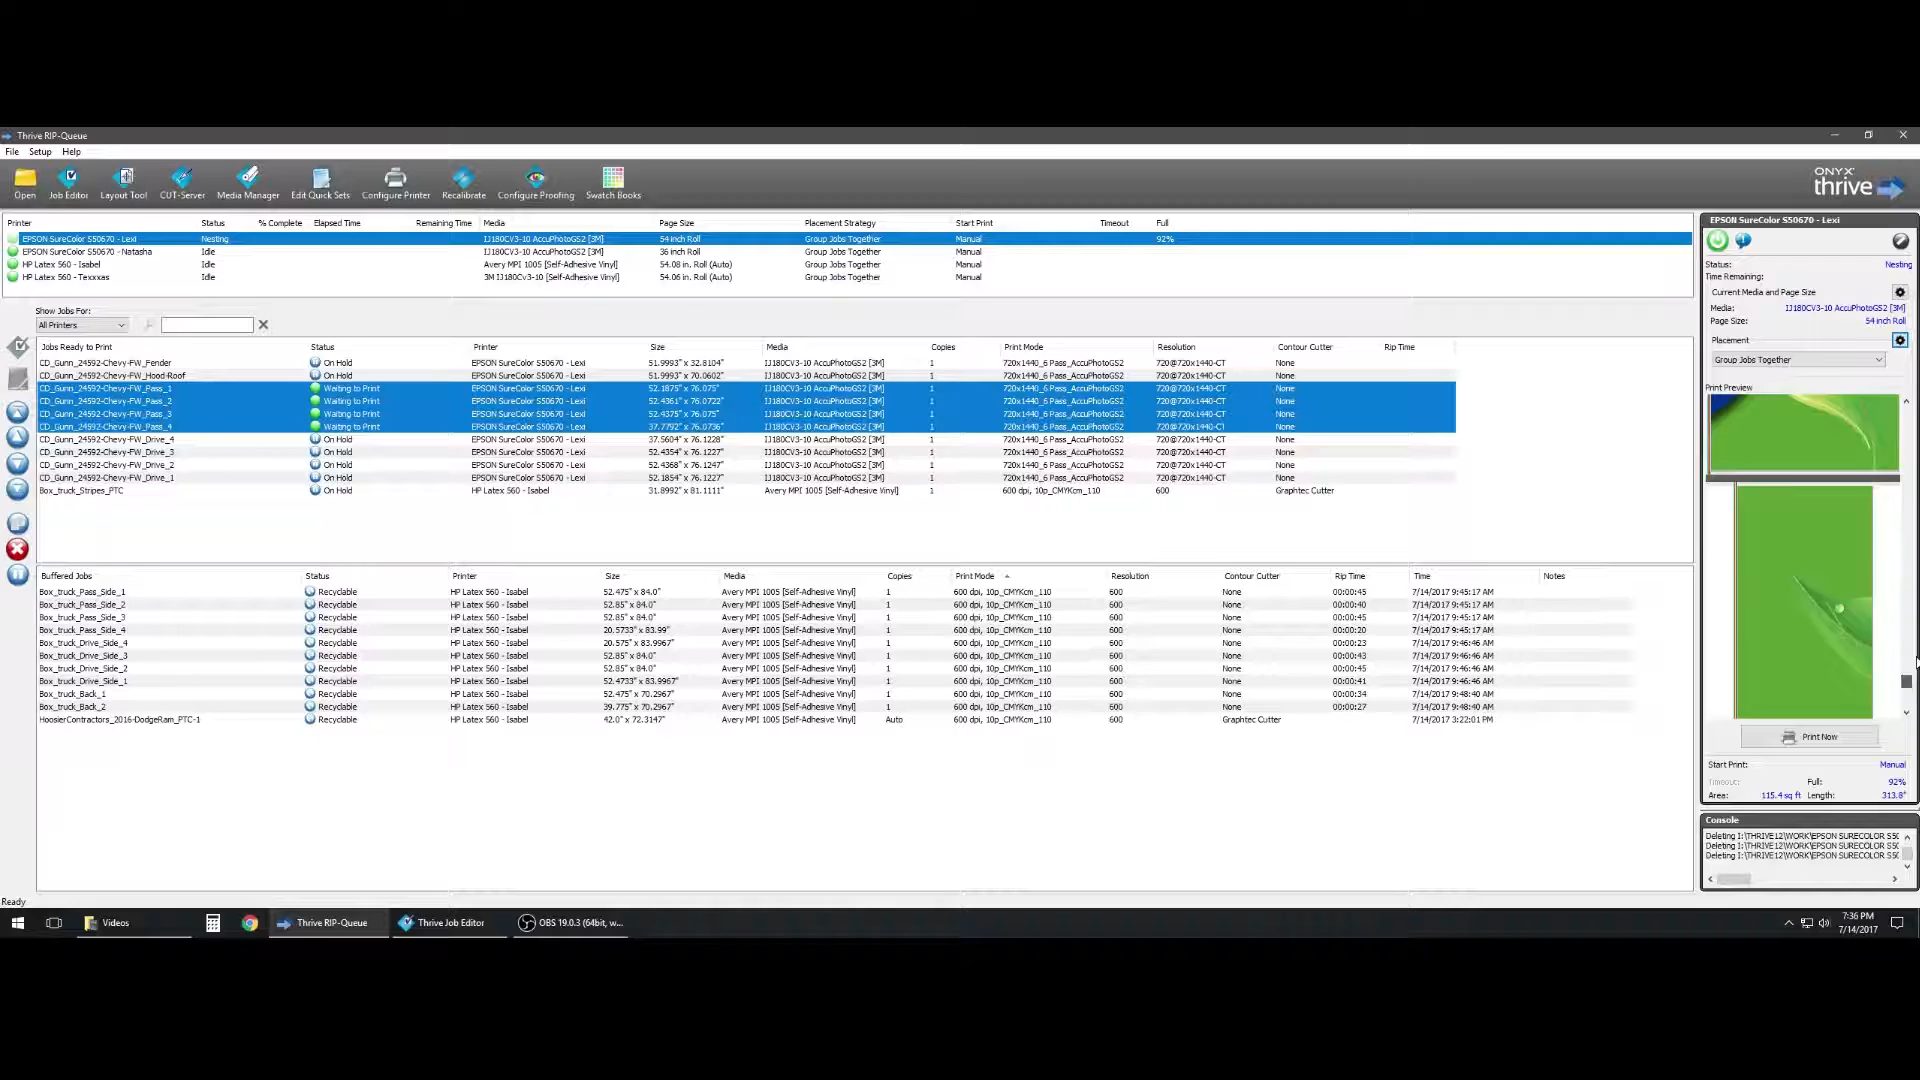 Thrive RIP-Queue
File Setup Help
Open Job Editor Layout Tool CUT-Server Media Manager Edit Quick Sets Configure Printer Recalibrate Configure Proofing Swatch Books
ONYX thrive
Printer Status % Complete Elapsed Time Remaining Time Media Page Size Placement Strategy Start Print Timeout Full
EPSON SureColor S50670 - Lexi Nesting IJ180CV3-10 AccuPhotoGS2 [3M] 54 inch Roll Group Jobs Together Manual 92%
EPSON SureColor S50670 - Natasha Idle IJ180CV3-10 AccuPhotoGS2 [3M] 36 inch Roll Group Jobs Together Manual
HP Latex 560 - Isabel Idle Avery MPI 1005 [Self-Adhesive Vinyl] 54.08 in. Roll (Auto) Group Jobs Together Manual
HP Latex 560 - Texxxas Idle 3M IJ180Cv3-10 [Self-Adhesive Vinyl] 54.06 in. Roll (Auto) Group Jobs Together Manual
Show Jobs For:
All Printers...
Jobs Ready to Print Status Printer Size Media Copies Print Mode Resolution Contour Cutter Rip Time
CD_Gunn_24592-Chevy-FW_Fender On Hold EPSON SureColor S50670 - Lexi 51.9993" x 32.8104" IJ180CV3-10 AccuPhotoGS2 [3M] 1 720x1440_6 Pass_AccuPhotoGS2 720@720x1440-CT None
CD_Gunn_24592-Chevy-FW_Hood-Roof On Hold EPSON SureColor S50670 - Lexi 51.9993" x 70.0602" IJ180CV3-10 AccuPhotoGS2 [3M] 1 720x1440_6 Pass_AccuPhotoGS2 720@720x1440-CT None
CD_Gunn_24592-Chevy-FW_Pass_1 Waiting to Print EPSON SureColor S50670 - Lexi 52.1875" x 76.075" IJ180CV3-10 AccuPhotoGS2 [3M] 1 720x1440_6 Pass_AccuPhotoGS2 720@720x1440-CT None
CD_Gunn_24592-Chevy-FW_Pass_2 Waiting to Print EPSON SureColor S50670 - Lexi 52.4361" x 76.0722" IJ180CV3-10 AccuPhotoGS2 [3M] 1 720x1440_6 Pass_AccuPhotoGS2 720@720x1440-CT None
CD_Gunn_24592-Chevy-FW_Pass_3 Waiting to Print EPSON SureColor S50670 - Lexi 52.4375" x 76.075" IJ180CV3-10 AccuPhotoGS2 [3M] 1 720x1440_6 Pass_AccuPhotoGS2 720@720x1440-CT None
CD_Gunn_24592-Chevy-FW_Pass_4 Waiting to Print EPSON SureColor S50670 - Lexi 37.7792" x 76.0736" IJ180CV3-10 AccuPhotoGS2 [3M] 1 720x1440_6 Pass_AccuPhotoGS2 720@720x1440-CT None
CD_Gunn_24592-Chevy-FW_Drive_4 On Hold EPSON SureColor S50670 - Lexi 37.5604" x 76.1228" IJ180CV3-10 AccuPhotoGS2 [3M] 1 720x1440_6 Pass_AccuPhotoGS2 720@720x1440-CT None
CD_Gunn_24592-Chevy-FW_Drive_3 On Hold EPSON SureColor S50670 - Lexi 52.4354" x 76.1227" IJ180CV3-10 AccuPhotoGS2 [3M] 1 720x1440_6 Pass_AccuPhotoGS2 720@720x1440-CT None
CD_Gunn_24592-Chevy-FW_Drive_2 On Hold EPSON SureColor S50670 - Lexi 52.4368" x 76.1247" IJ180CV3-10 AccuPhotoGS2 [3M] 1 720x1440_6 Pass_AccuPhotoGS2 720@720x1440-CT None
CD_Gunn_24592-Chevy-FW_Drive_1 On Hold EPSON SureColor S50670 - Lexi 52.1854" x 76.1227" IJ180CV3-10 AccuPhotoGS2 [3M] 1 720x1440_6 Pass_AccuPhotoGS2 720@720x1440-CT None
Box_truck_Stripes_PTC On Hold HP Latex 560 - Isabel 31.8992" x 81.1111" Avery MPI 1005 [Self-Adhesive Vinyl] 1 600 dpi, 10p_CMYKcm_110 600 Graphtec Cutter
Buffered Jobs Status Printer Size Media Copies Print Mode Resolution Contour Cutter Rip Time Time Notes
Box_truck_Pass_Side_1 Recyclable HP Latex 560 - Isabel 52.475" x 84.0" Avery MPI 1005 [Self-Adhesive Vinyl] 1 600 dpi, 10p_CMYKcm_110 600 None 00:00:45 7/14/2017 9:45:17 AM
Box_truck_Pass_Side_2 Recyclable HP Latex 560 - Isabel 52.85" x 84.0" Avery MPI 1005 [Self-Adhesive Vinyl] 1 600 dpi, 10p_CMYKcm_110 600 None 00:00:40 7/14/2017 9:45:17 AM
Box_truck_Pass_Side_3 Recyclable HP Latex 560 - Isabel 52.85" x 84.0" Avery MPI 1005 [Self-Adhesive Vinyl] 1 600 dpi, 10p_CMYKcm_110 600 None 00:00:45 7/14/2017 9:45:17 AM
Box_truck_Pass_Side_4 Recyclable HP Latex 560 - Isabel 20.5733" x 83.99" Avery MPI 1005 [Self-Adhesive Vinyl] 1 600 dpi, 10p_CMYKcm_110 600 None 00:00:20 7/14/2017 9:45:17 AM
Box_truck_Drive_Side_4 Recyclable HP Latex 560 - Isabel 20.575" x 83.9967" Avery MPI 1005 [Self-Adhesive Vinyl] 1 600 dpi, 10p_CMYKcm_110 600 None 00:00:23 7/14/2017 9:46:46 AM
Box_truck_Drive_Side_3 Recyclable HP Latex 560 - Isabel 52.85" x 84.0" Avery MPI 1005 [Self-Adhesive Vinyl] 1 600 dpi, 10p_CMYKcm_110 600 None 00:00:43 7/14/2017 9:46:46 AM
Box_truck_Drive_Side_2 Recyclable HP Latex 560 - Isabel 52.85" x 84.0" Avery MPI 1005 [Self-Adhesive Vinyl] 1 600 dpi, 10p_CMYKcm_110 600 None 00:00:45 7/14/2017 9:46:46 AM
Box_truck_Drive_Side_1 Recyclable HP Latex 560 - Isabel 52.4733" x 83.9967" Avery MPI 1005 [Self-Adhesive Vinyl] 1 600 dpi, 10p_CMYKcm_110 600 None 00:00:41 7/14/2017 9:46:46 AM
Box_truck_Back_1 Recyclable HP Latex 560 - Isabel 52.475" x 70.2967" Avery MPI 1005 [Self-Adhesive Vinyl] 1 600 dpi, 10p_CMYKcm_110 600 None 00:00:34 7/14/2017 9:48:40 AM
Box_truck_Back_2 Recyclable HP Latex 560 - Isabel 39.775" x 70.2967" Avery MPI 1005 [Self-Adhesive Vinyl] 1 600 dpi, 10p_CMYKcm_110 600 None 00:00:27 7/14/2017 9:48:40 AM
HoosierContractors_2016-DodgeRam_PTC-1 Recyclable HP Latex 560 - Isabel 42.0" x 72.3147" Avery MPI 1005 [Self-Adhesive Vinyl] Auto 600 dpi, 10p_CMYKcm_110 600 Graphtec Cutter 7/14/2017 3:22:01 PM
EPSON SureColor S50670 - Lexi
Status: Nesting
Time Remaining:
Current Media and Page Size
Media: IJ180CV3-10 AccuPhotoGS2 [3M]
Page Size: 54 inch Roll
Placement
Group Jobs Together
Print Preview
Print Now
Start Print: Manual
Timeout: Full: 92%
Area: 115.4 sq ft Length: 313.8"
Console
Deleting I:\THRIVE12\WORK\EPSON SURECOLOR S50
Deleting I:\THRIVE12\WORK\EPSON SURECOLOR S50
Deleting I:\THRIVE12\WORK\EPSON SURECOLOR S50
Ready
Videos Thrive RIP-Queue Thrive Job Editor OBS 19.0.3 (64bit, w... 7:36 PM
7/14/2017